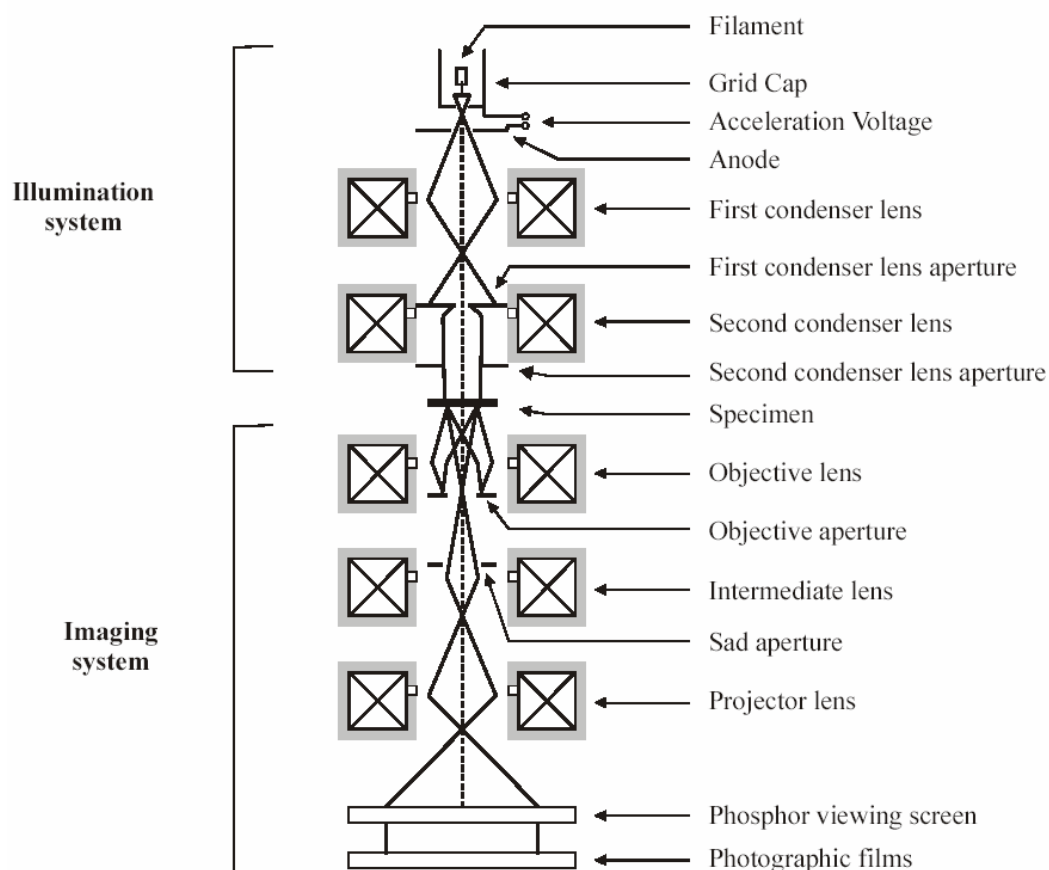 Filament
Grid Cap
Acceleration Voltage
Anode
Illumination
system
First condenser lens
First condenser lens aperture
Second condenser lens
Second condenser lens aperture
Specimen
Objective lens
Objective aperture
Intermediate lens
Imaging
system
Sad aperture
Projector lens
Phosphor viewing screen
Photographic films